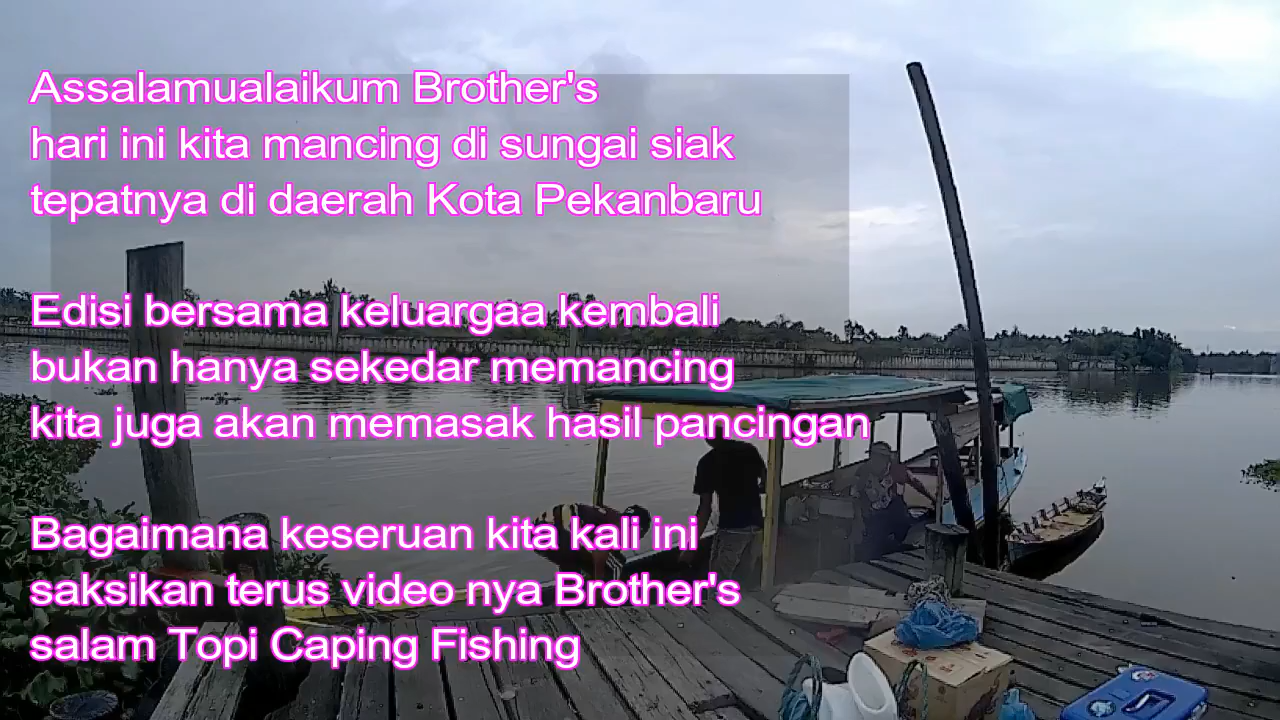 Assalamualaikum Brother's
hari ini kita mancing di sungai siak
tepatnya di daerah Kota Pekanbaru
Edisi bersama keluargaa kembali
bukan hanya sekedar memancing
kita juga akan memasak hasil pancingan
Bagaimana keseruan kita kali ini
saksikan terus video nya Brother's
salam Topi Caping Fishing